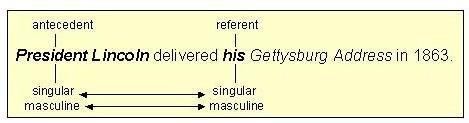 antecedent referent
President Lincoln delivered his Gettysburg Address in 1863.
singular singular
masculine masculine